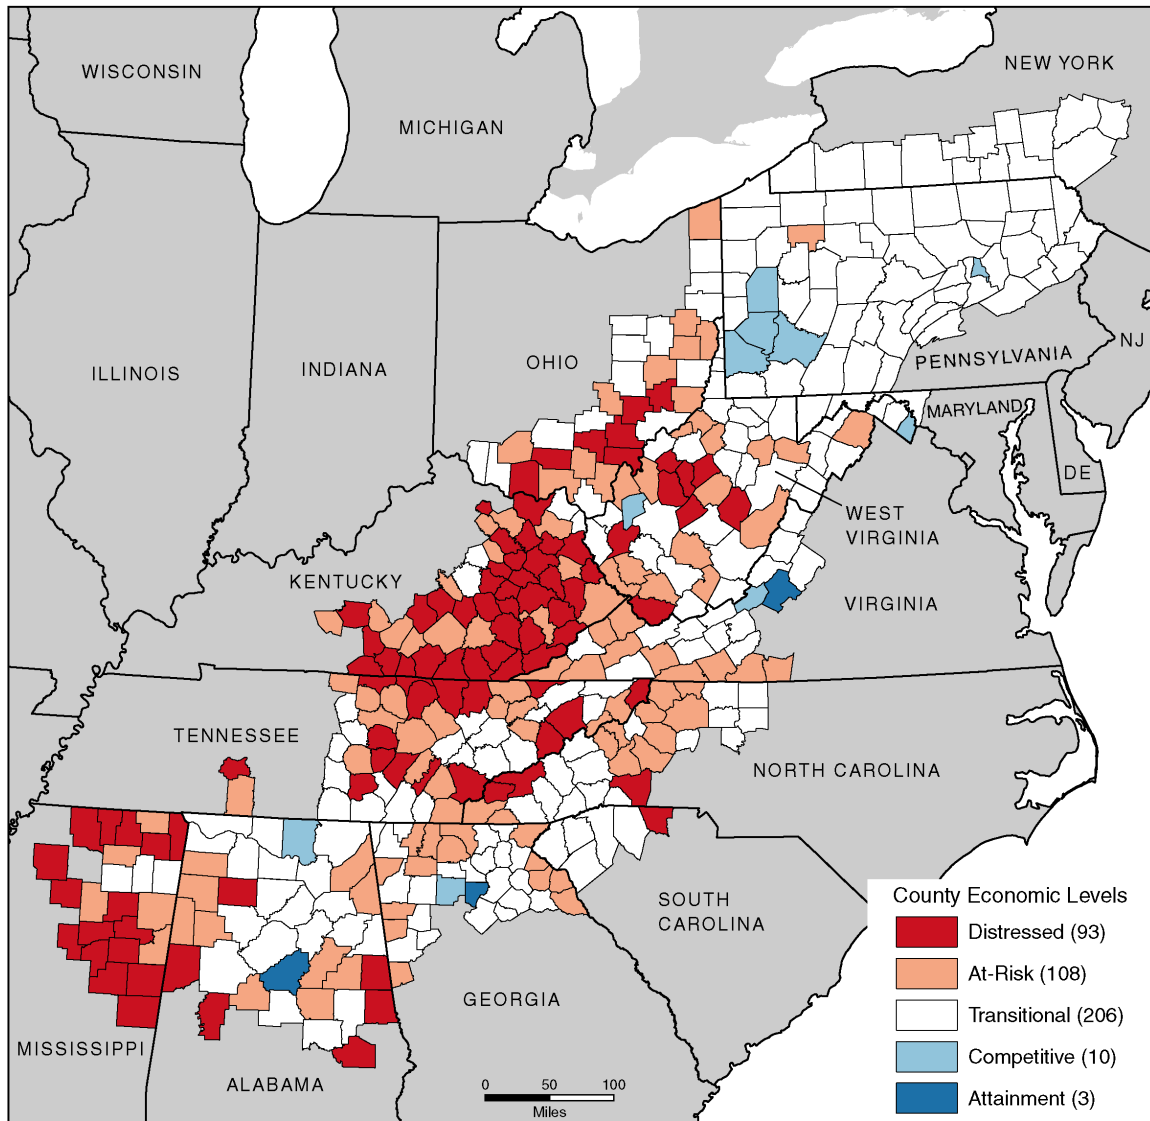 WISCONSIN
NEW YORK
MICHIGAN
NJ
PENNSYLVANIA
OHIO
ILLINOIS
INDIANA
MARYLAND
DE
WEST
VIRGINIA
KENTUCKY
VIRGINIA
TENNESSEE
NORTH CAROLINA
SOUTH
CAROLINA
GEORGIA
MISSISSIPPI
ALABAMA
0 50 100
Miles
County Economic Levels
Distressed (93)
At-Risk (108)
Transitional (206)
Competitive (10)
Attainment (3)